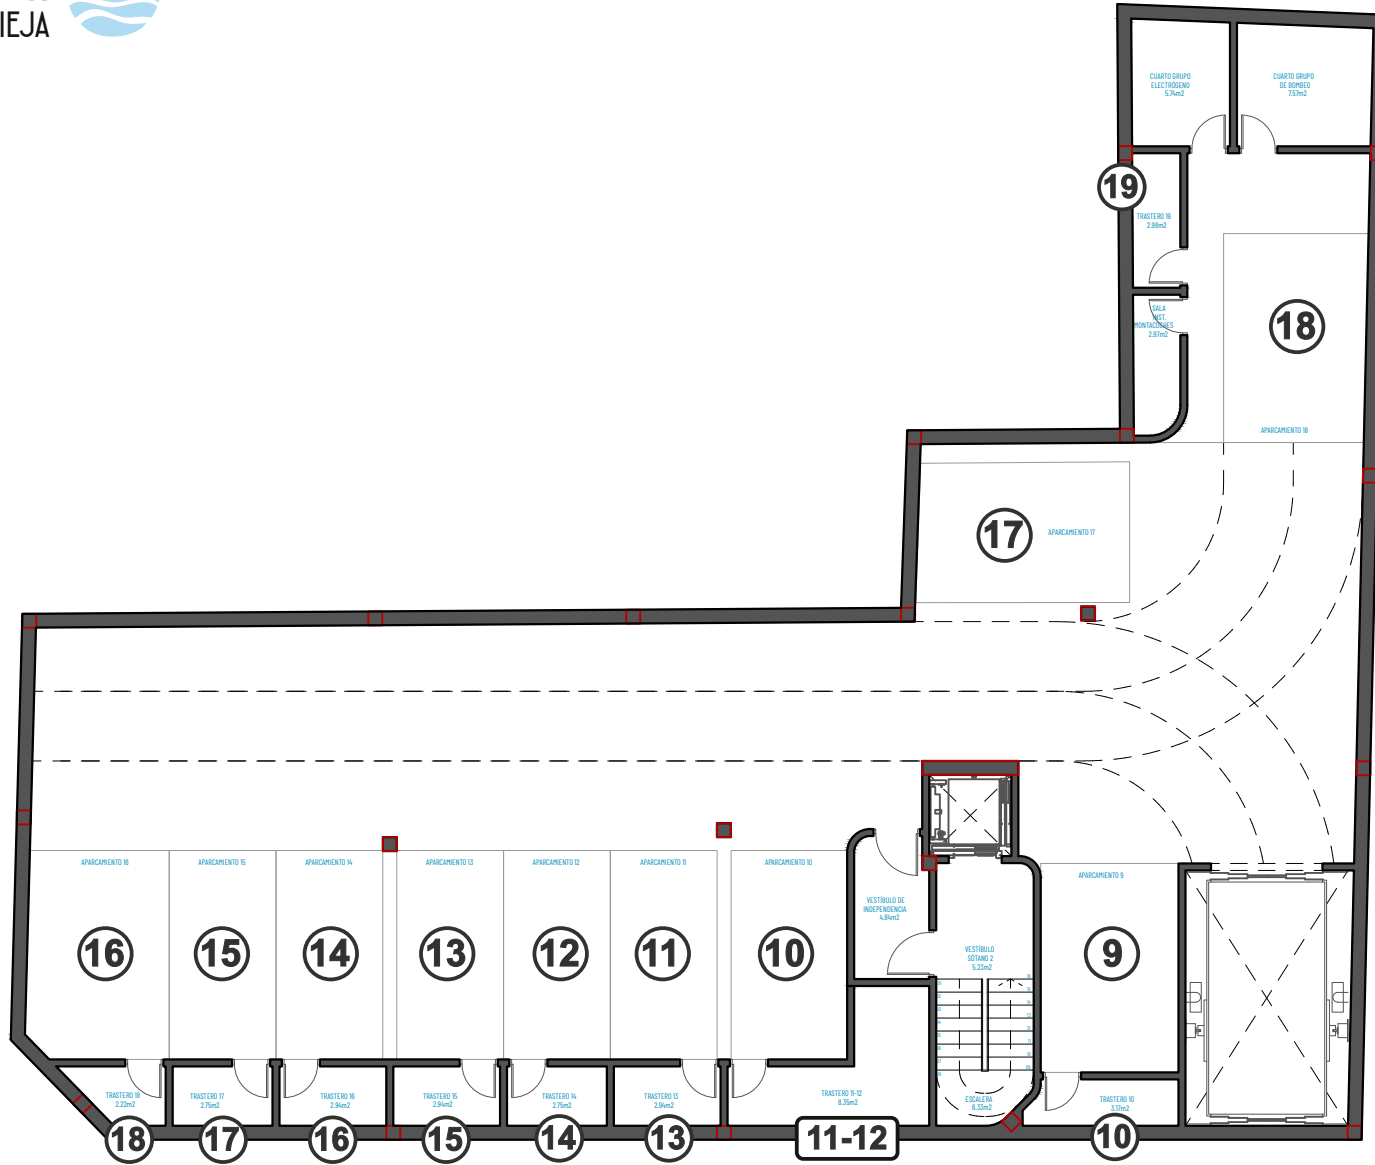 IEJA
CUARTO GRUPO
ELECTRÓGENO
5.74m2
CUARTO GRUPO
DE BOMBEO
7.57m2
19
TRASTERO 19
2.99m2
SALA
INST.
MONTACOCHES
2.97m2
18
APARCAMIENTO 18
17
APARCAMIENTO 17
APARCAMIENTO 16
APARCAMIENTO 15
APARCAMIENTO 14
APARCAMIENTO 13
APARCAMIENTO 12
APARCAMIENTO 11
APARCAMIENTO 10
APARCAMIENTO 9
VESTÍBULO DE
INDEPENDENCIA
4.84m2
VESTÍBULO
SÓTANO 2
5.23m2
16
15
14
13
12
11
10
9
TRASTERO 18
2.22m2
TRASTERO 17
2.75m2
TRASTERO 16
2.94m2
TRASTERO 15
2.94m2
TRASTERO 14
2.75m2
TRASTERO 13
2.94m2
TRASTERO 11-12
8.35m2
ESCALERA
6.33m2
TRASTERO 10
3.17m2
18
17
16
15
14
13
11-12
10